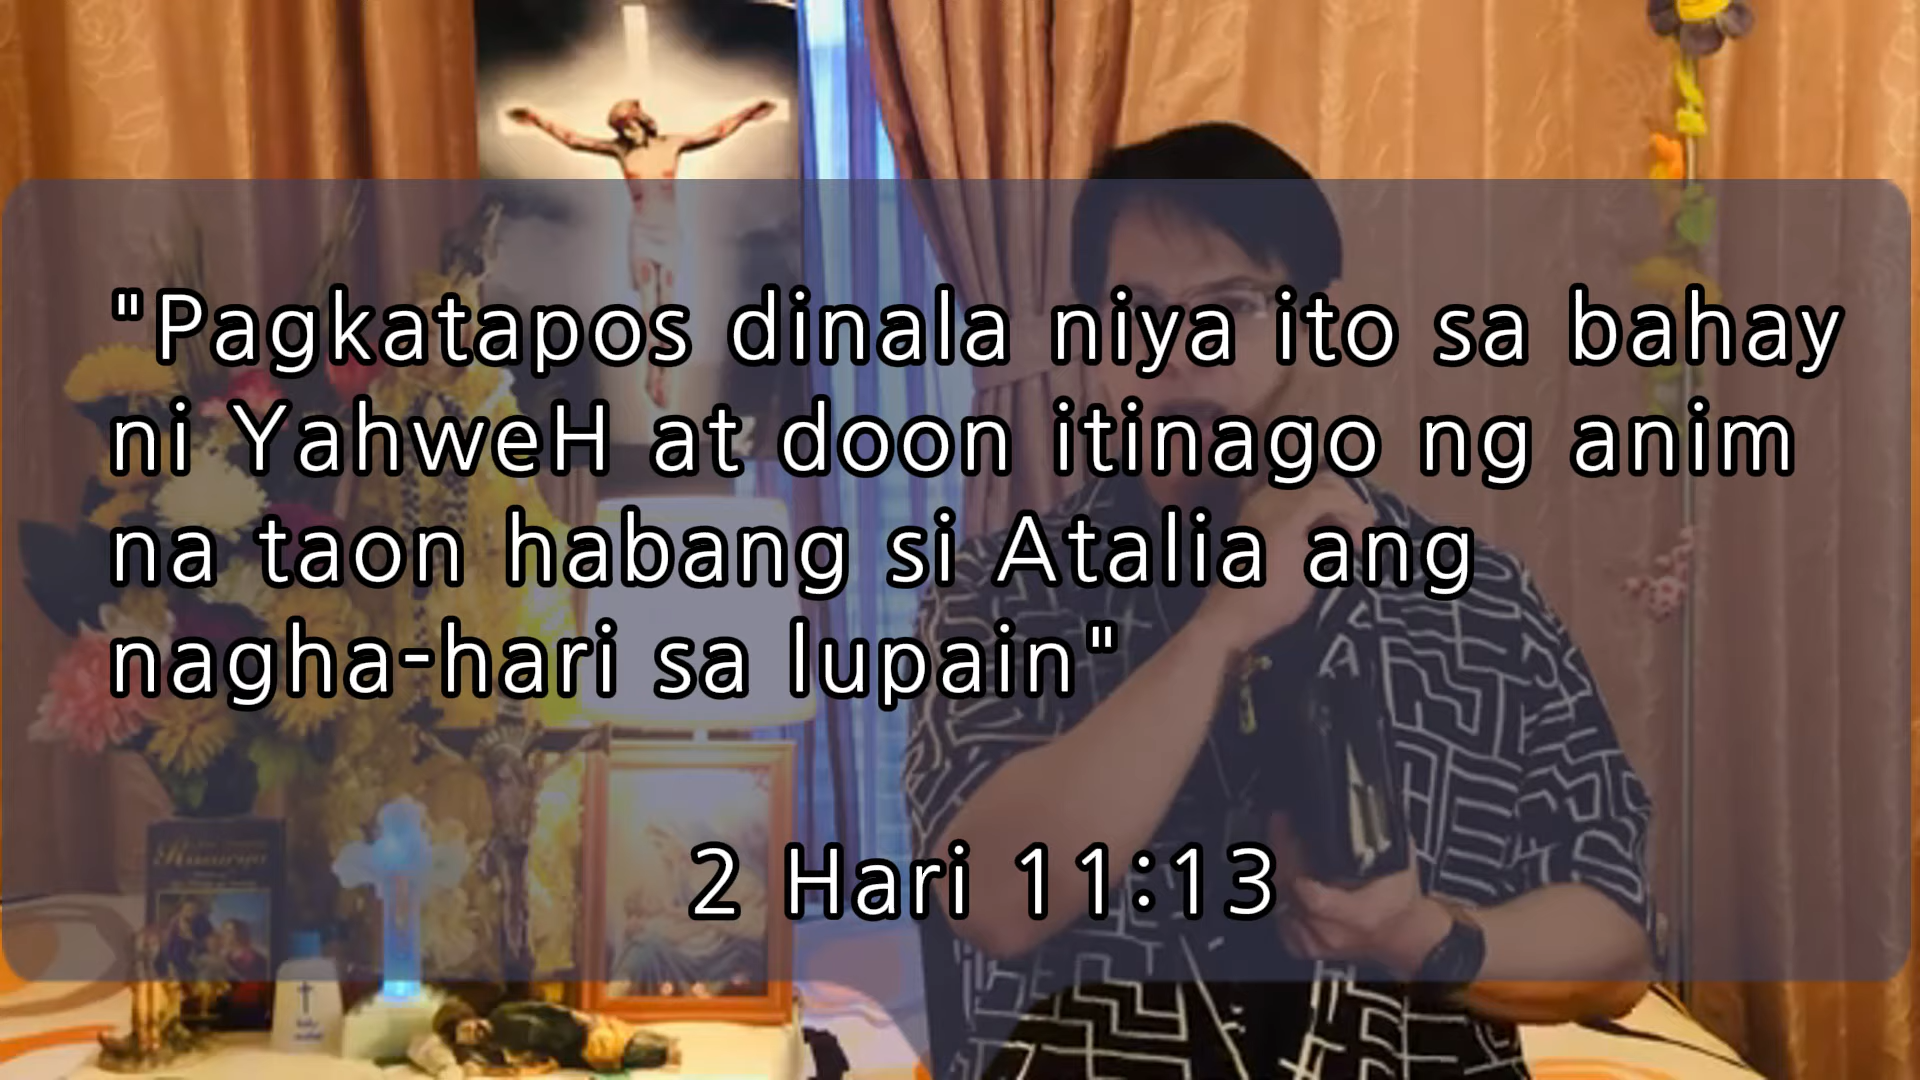 "Pagkatapos dinala niya ito sa bahay
ni YahweH at doon itinago ng anim
na taon habang si Atalia ang
nagha-hari sa lupain"
2 Hari 11:13